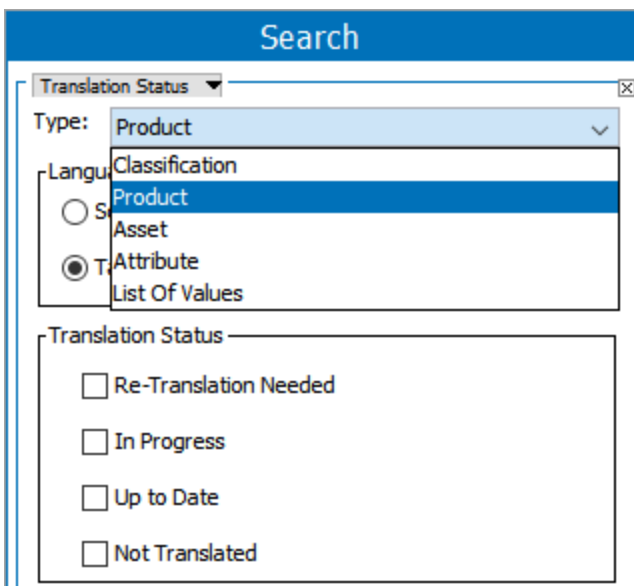 Search
Translation Status
Type: Product
Classification
Product
Asset
Attribute
List Of Values
Translation Status
Re-Translation Needed
In Progress
Up to Date
Not Translated